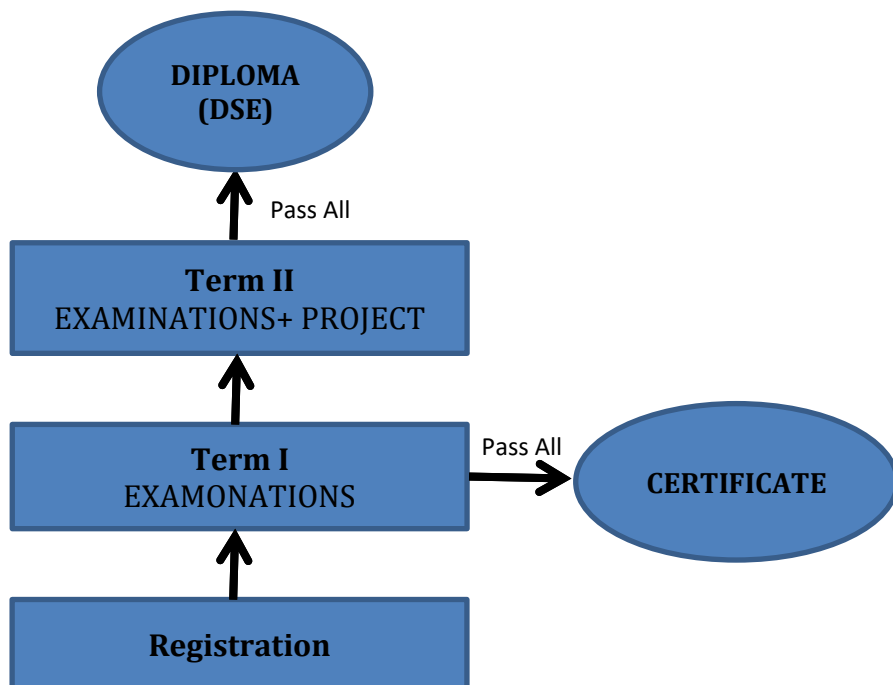 DIPLOMA
(DSE)
Pass All
Term II
EXAMINATIONS+ PROJECT
Term I
EXAMONATIONS
Pass All
CERTIFICATE
Registration